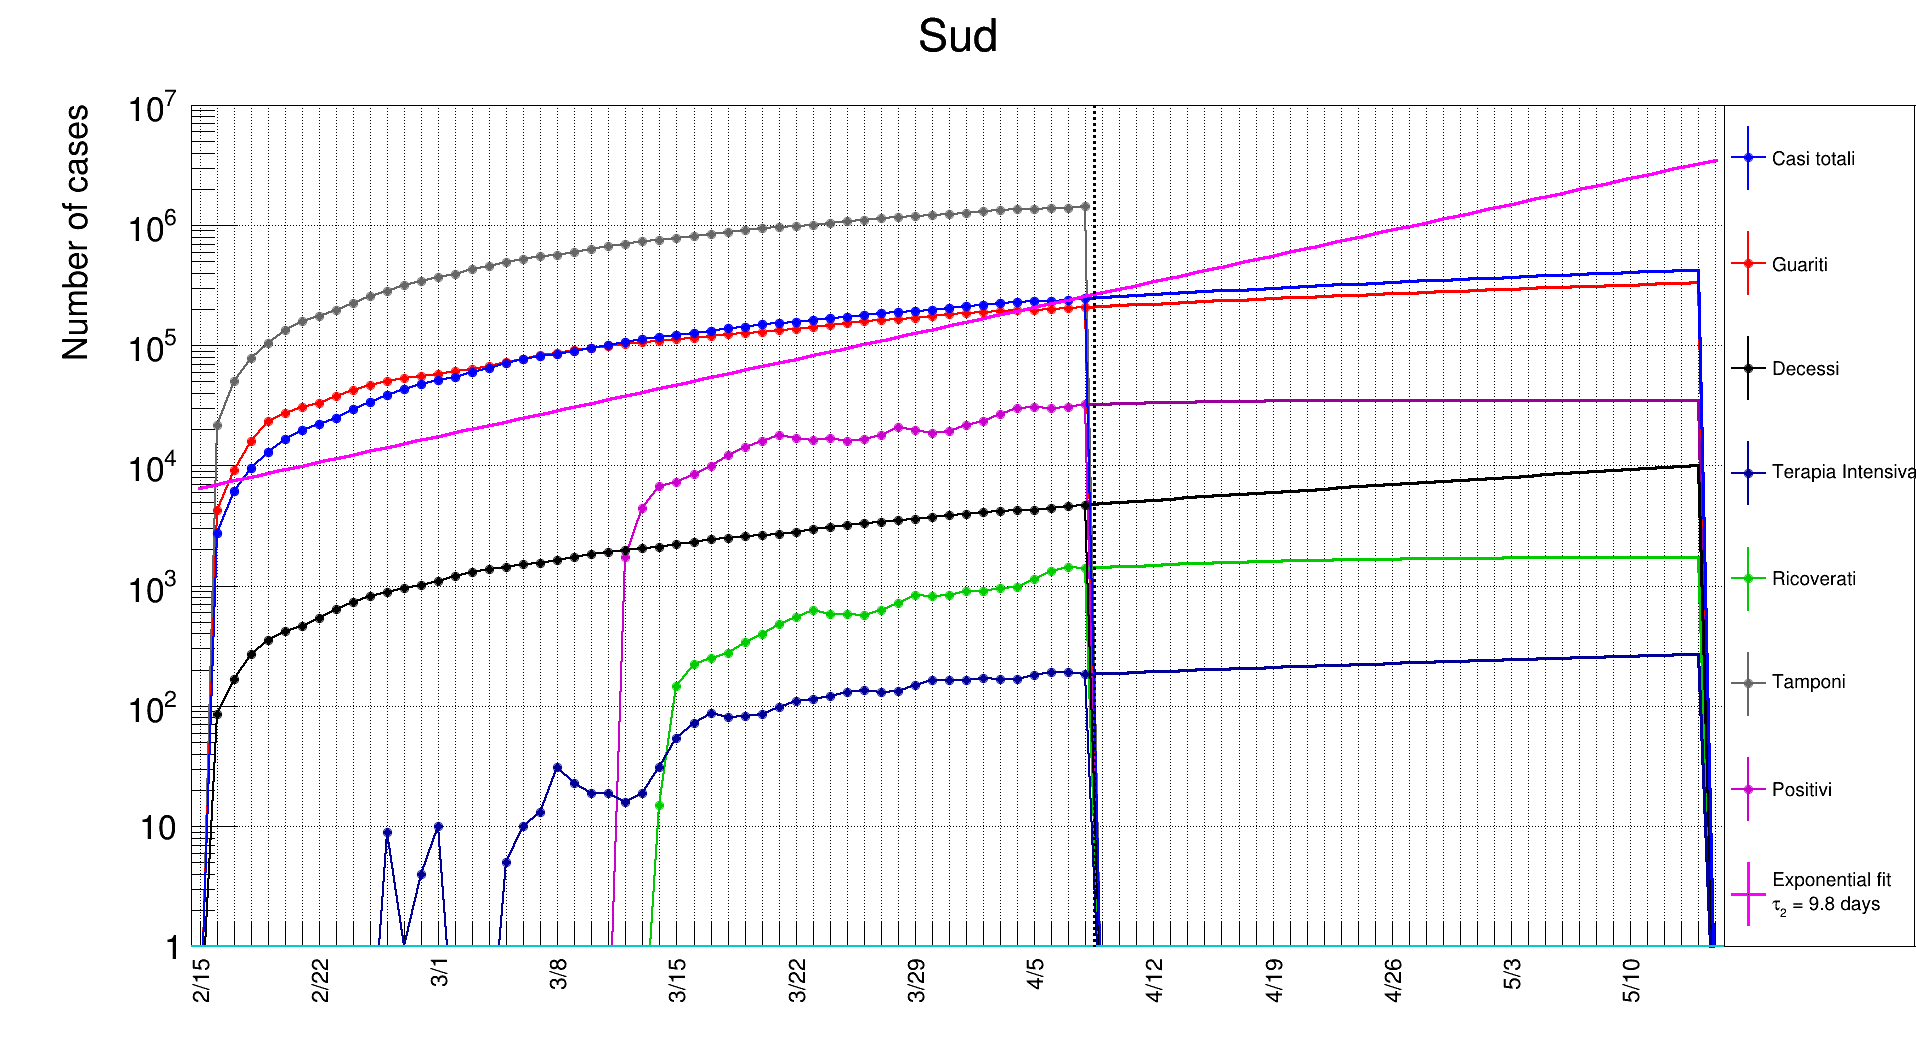 Sud
Number of cases
10^7
10^6
10^5
10^4
10^3
10^2
10
1
2/15
2/22
3/1
3/8
3/15
3/22
3/29
4/5
4/12
4/19
4/26
5/3
5/10
Casi totali
Guariti
Decessi
Terapia Intensiva
Ricoverati
Tamponi
Positivi
Exponential fit
τ₂ = 9.8 days